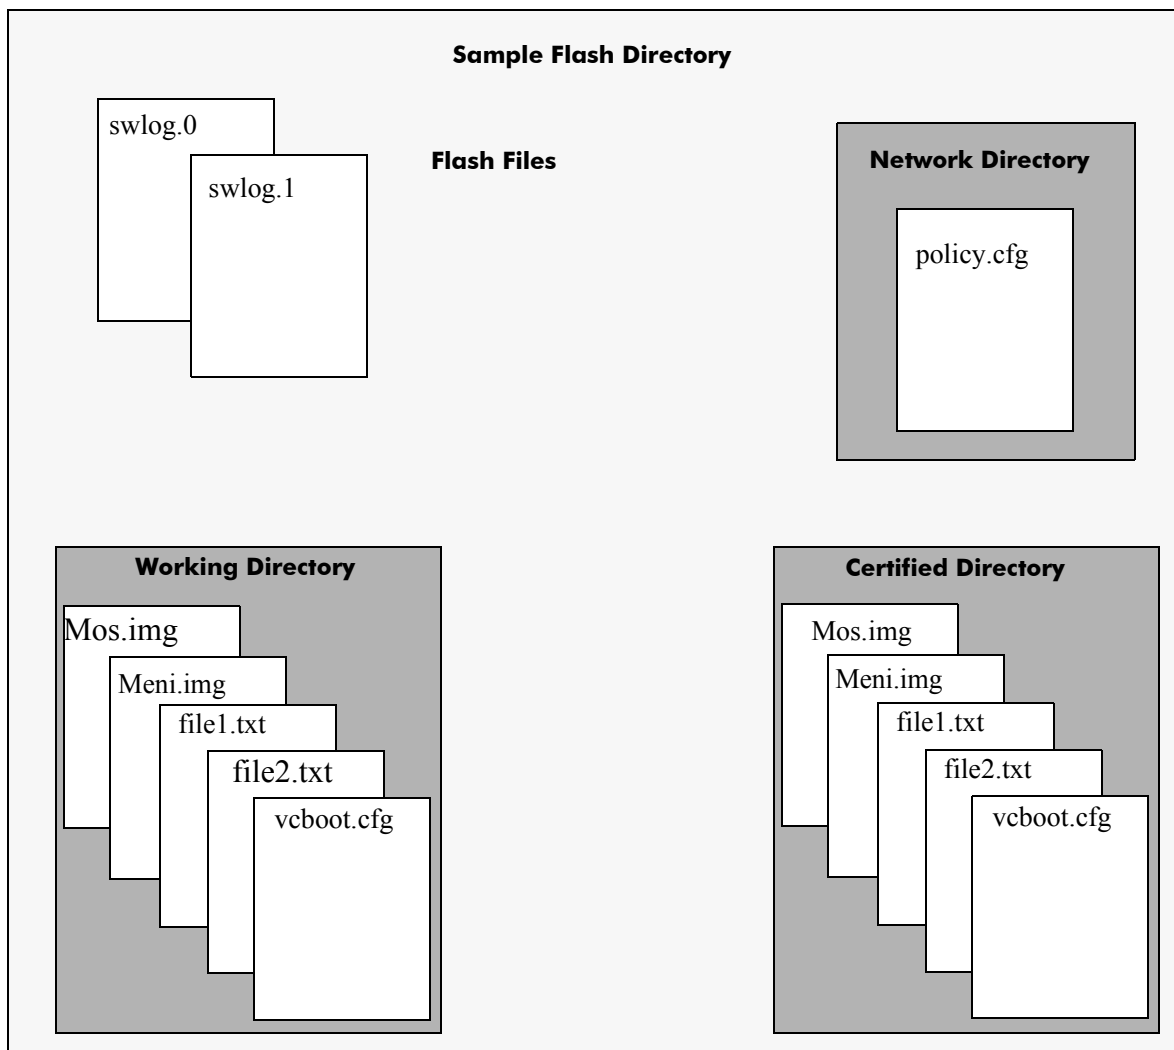 Sample Flash Directory
swlog.0
swlog.1
Flash Files
Network Directory
policy.cfg
Working Directory
Mos.img
Meni.img
file1.txt
file2.txt
vcboot.cfg
Certified Directory
Mos.img
Meni.img
file1.txt
file2.txt
vcboot.cfg